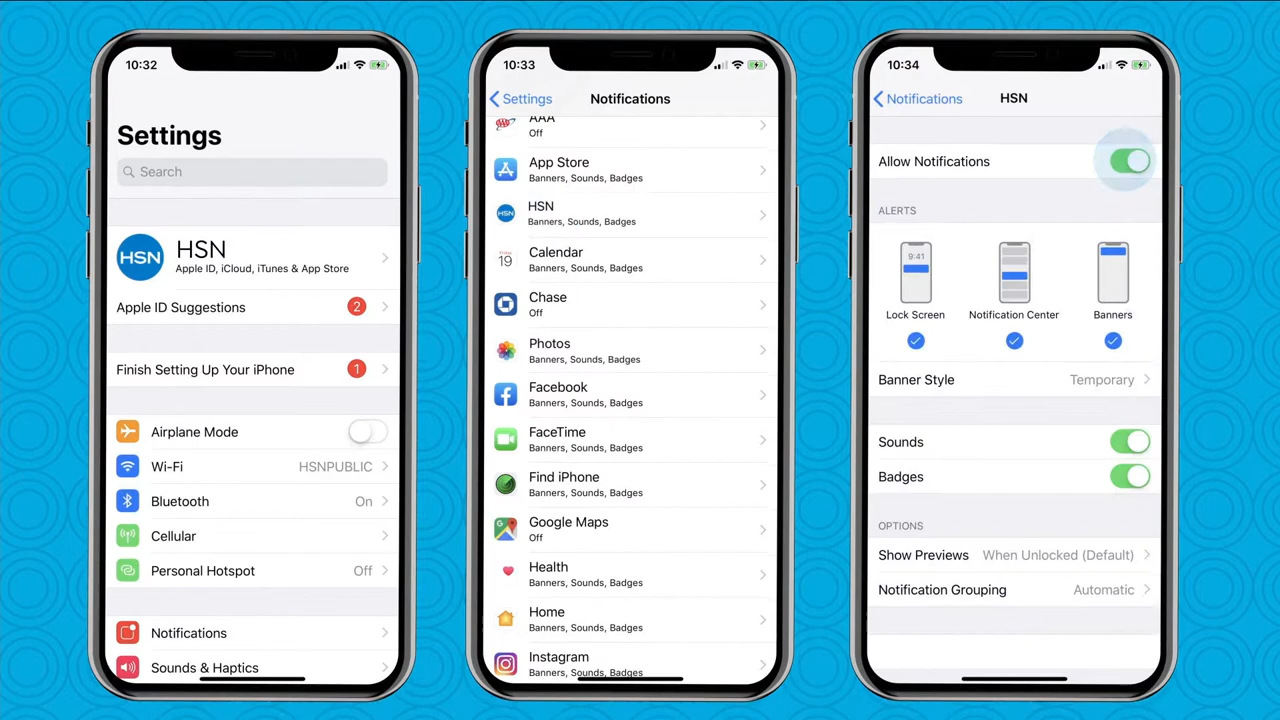 10:32
Settings
Search
HSN
HSN
Apple ID, iCloud, iTunes & App Store
Apple ID Suggestions 2
Finish Setting Up Your iPhone 1
Airplane Mode
Wi-Fi HSNPUBLIC
Bluetooth On
Cellular
Personal Hotspot Off
Notifications
Sounds & Haptics
10:33
Settings Notifications
AAA
Off
App Store
Banners, Sounds, Badges
HSN
HSN
Banners, Sounds, Badges
Calendar
19
Banners, Sounds, Badges
Chase
Off
Photos
Banners, Sounds, Badges
Facebook
Banners, Sounds, Badges
FaceTime
Banners, Sounds, Badges
Find iPhone
Banners, Sounds, Badges
Google Maps
Off
Health
Banners, Sounds, Badges
Home
Banners, Sounds, Badges
Instagram
Banners, Sounds, Badges
10:34
Notifications HSN
Allow Notifications
ALERTS
9:41
Lock Screen Notification Center Banners
Banner Style Temporary
Sounds
Badges
OPTIONS
Show Previews When Unlocked (Default)
Notification Grouping Automatic